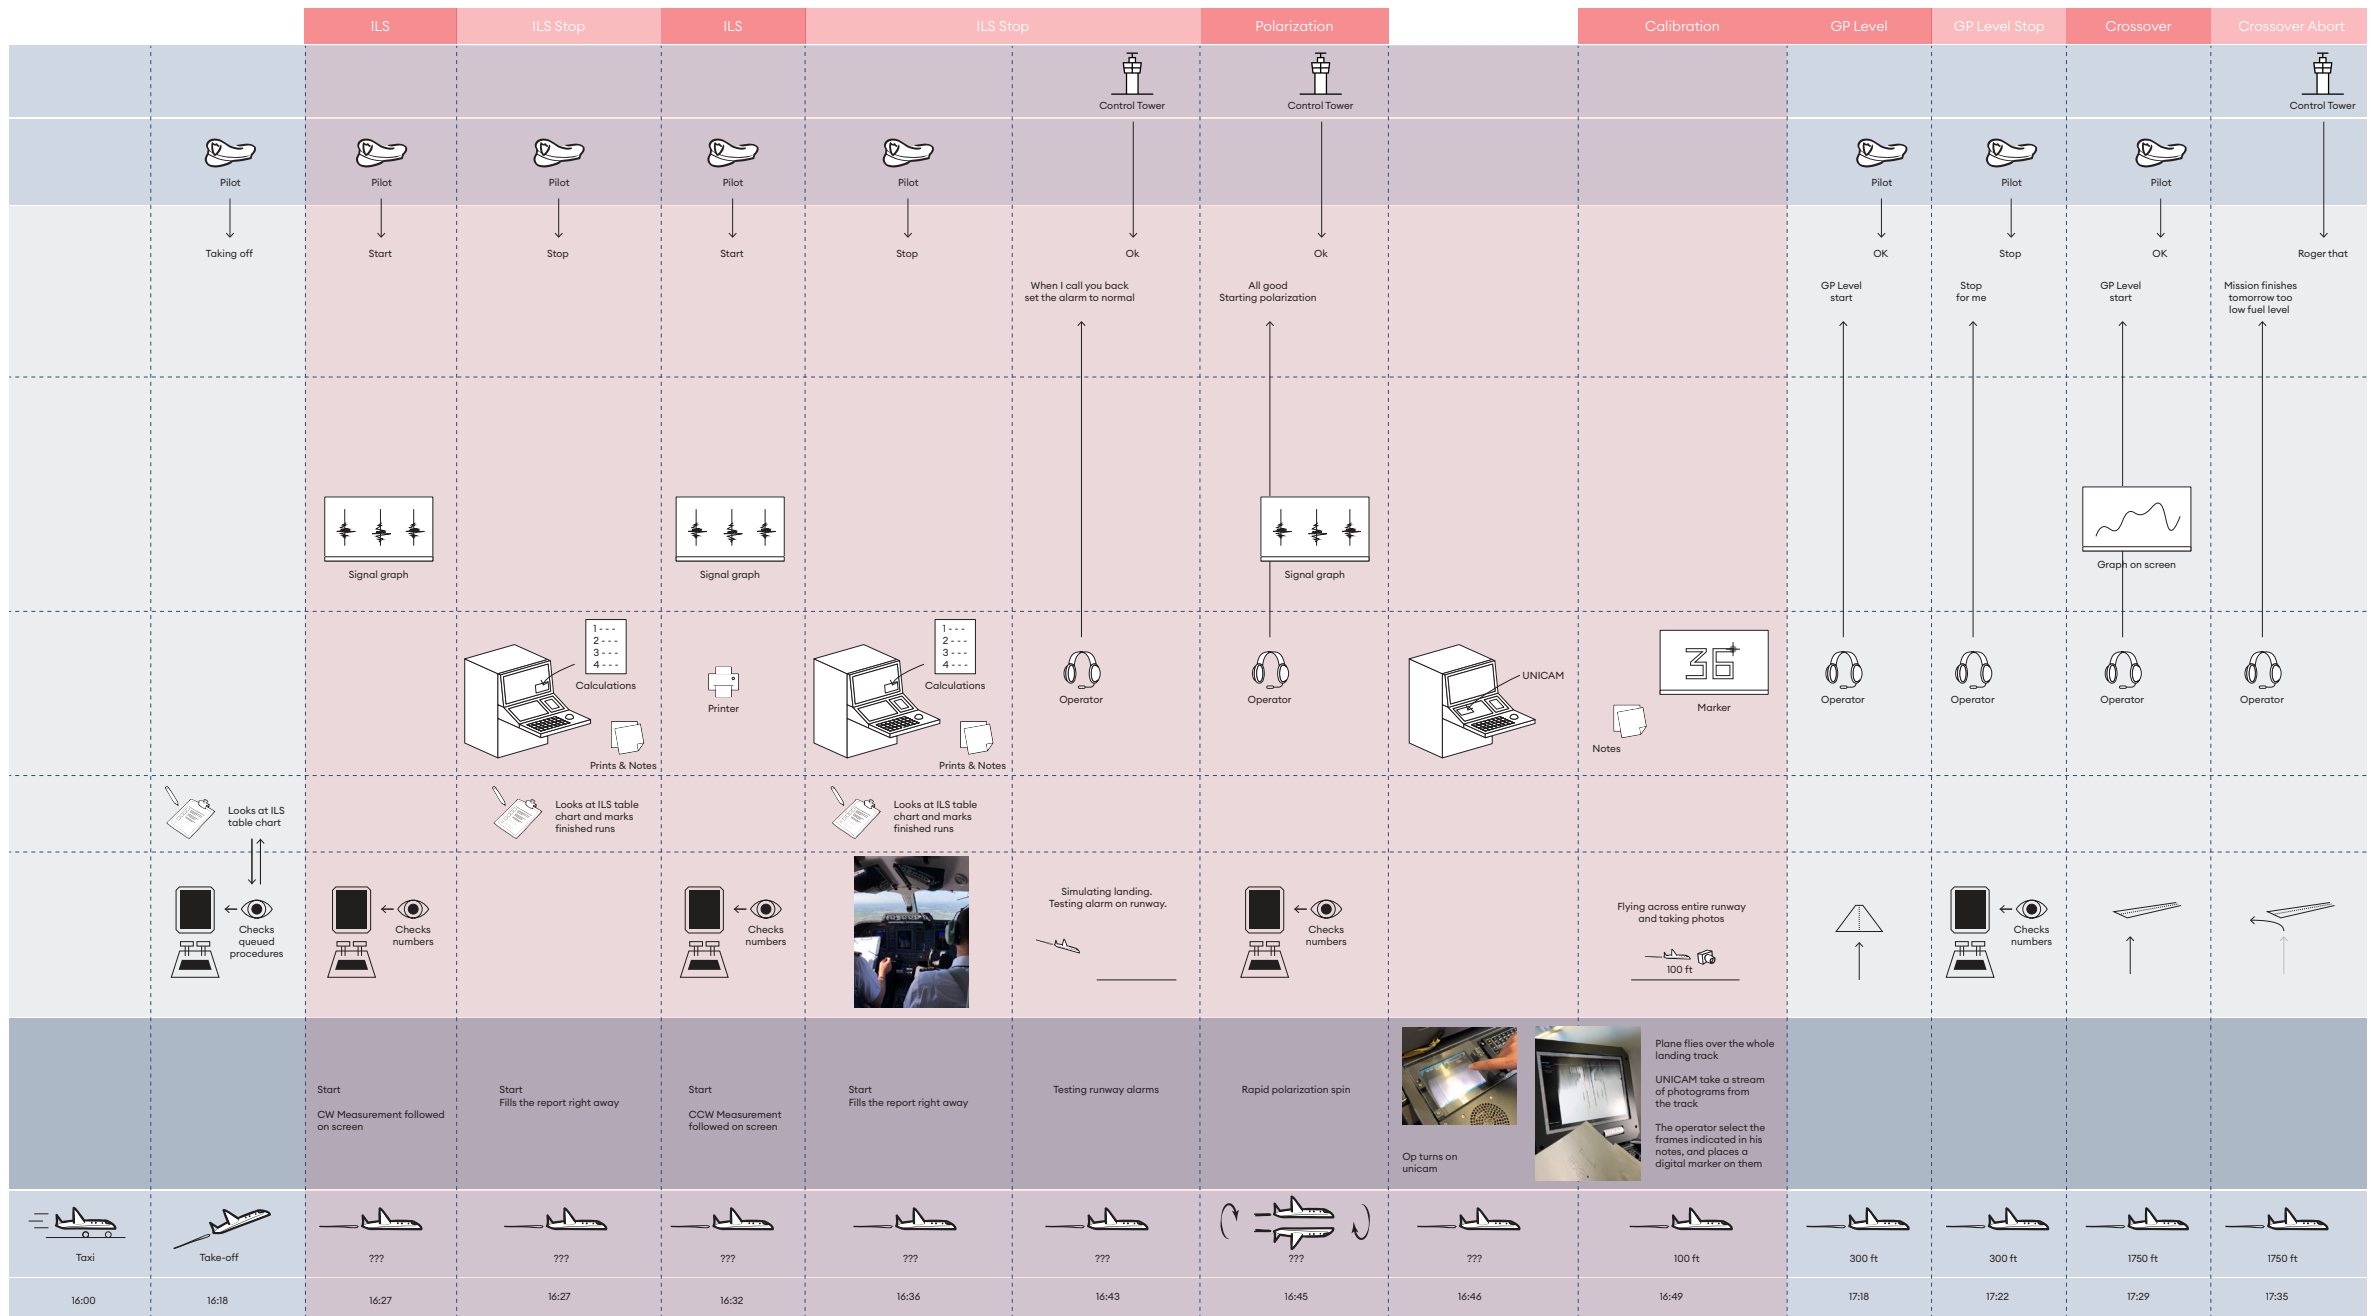 ILS
ILS Stop
ILS
ILS Stop
Polarization
Calibration
GP Level
GP Level Stop
Crossover
Crossover Abort
Control Tower
Control Tower
Control Tower
Pilot
Pilot
Pilot
Pilot
Pilot
Pilot
Pilot
Pilot
Taking off
Start
Stop
Start
Stop
Ok
Ok
OK
Stop
OK
Roger that
When I call you back
set the alarm to normal
All good
Starting polarization
GP Level
start
Stop
for me
GP Level
start
Mission finishes
tomorrow too
low fuel level
Signal graph
Signal graph
Signal graph
Graph on screen
1 - - -
2 - - -
3 - - -
4 - - -
Calculations
Prints & Notes
Printer
1 - - -
2 - - -
3 - - -
4 - - -
Calculations
Prints & Notes
Operator
Operator
UNICAM
36
Marker
Notes
Operator
Operator
Operator
Operator
Looks at ILS
table chart
Looks at ILS table
chart and marks
finished runs
Looks at ILS table
chart and marks
finished runs
Checks
queued
procedures
Checks
numbers
Checks
numbers
Simulating landing.
Testing alarm on runway.
Checks
numbers
Flying across entire runway
and taking photos
100 ft
Checks
numbers
Start
CW Measurement followed
on screen
Start
Fills the report right away
Start
CCW Measurement
followed on screen
Start
Fills the report right away
Testing runway alarms
Rapid polarization spin
Op turns on
unicam
Plane flies over the whole
landing track
UNICAM take a stream
of photograms from
the track
The operator select the
frames indicated in his
notes, and places a
digital marker on them
Taxi
Take-off
???
???
???
???
???
???
???
100 ft
300 ft
300 ft
1750 ft
1750 ft
16:00
16:18
16:27
16:27
16:32
16:36
16:43
16:45
16:46
16:49
17:18
17:22
17:29
17:35